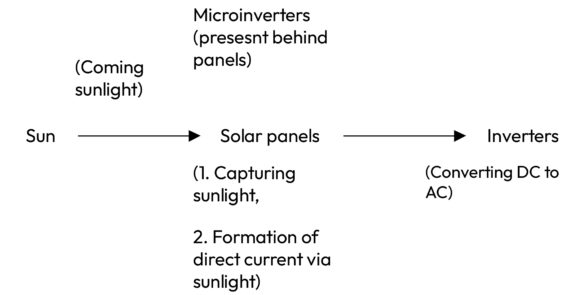 Microinverters
(presesnt behind
panels)
(Coming
sunlight)
Sun
Solar panels
Inverters
(1. Capturing
sunlight,
2. Formation of
direct current via
sunlight)
(Converting DC to
AC)